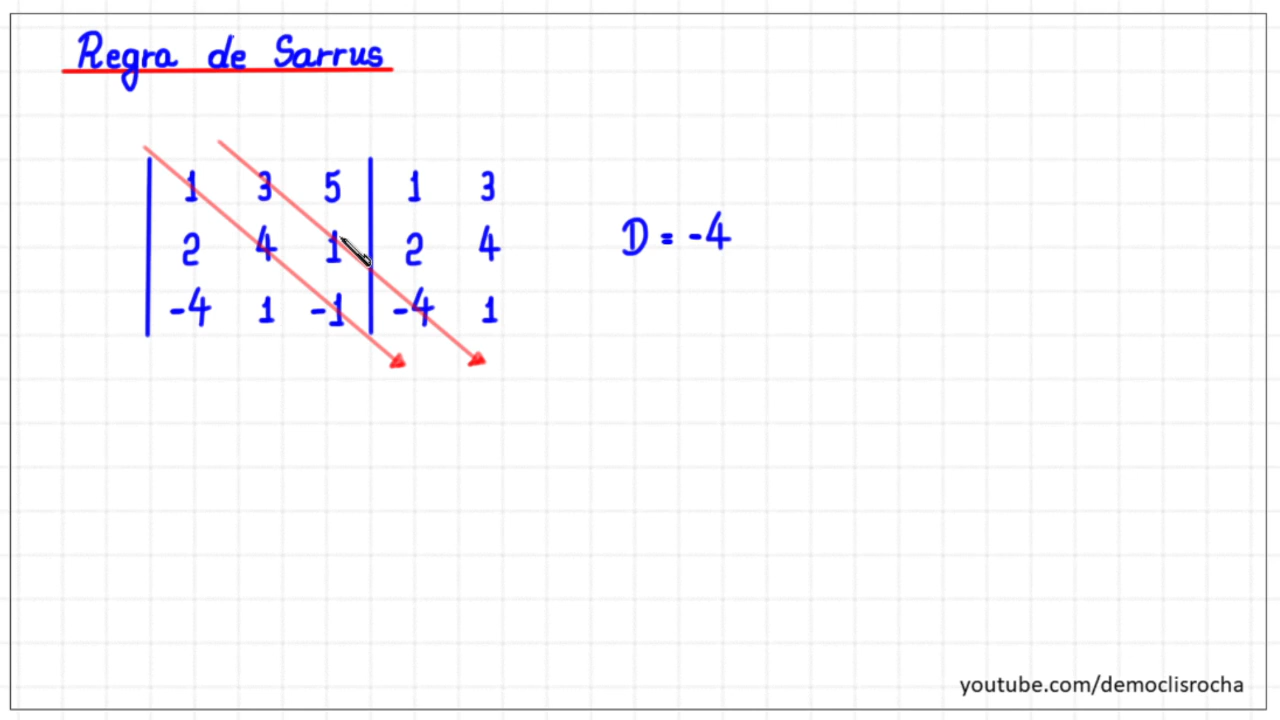 Regra de Sarrus
1 3 5 1 3
2 4 1 2 4
-4 1 -1 -4 1
D = -4
youtube.com/democlisrocha